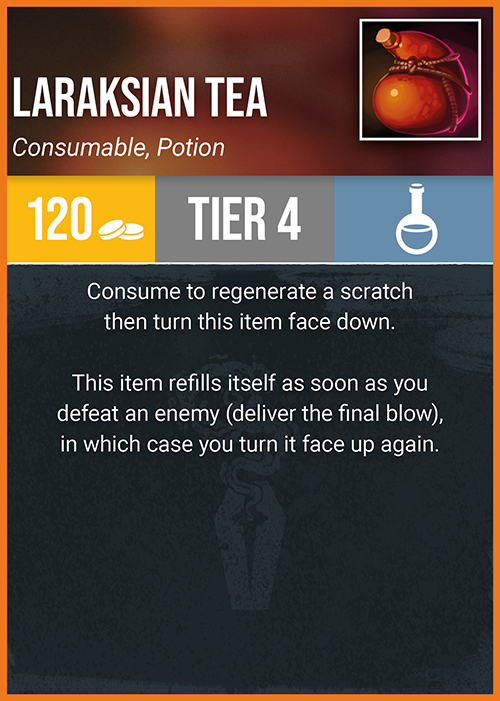 LARAKSIAN TEA
Consumable, Potion
120
TIER 4
Consume to regenerate a scratch
then turn this item face down.
This item refills itself as soon as you
defeat an enemy (deliver the final blow),
in which case you turn it face up again.